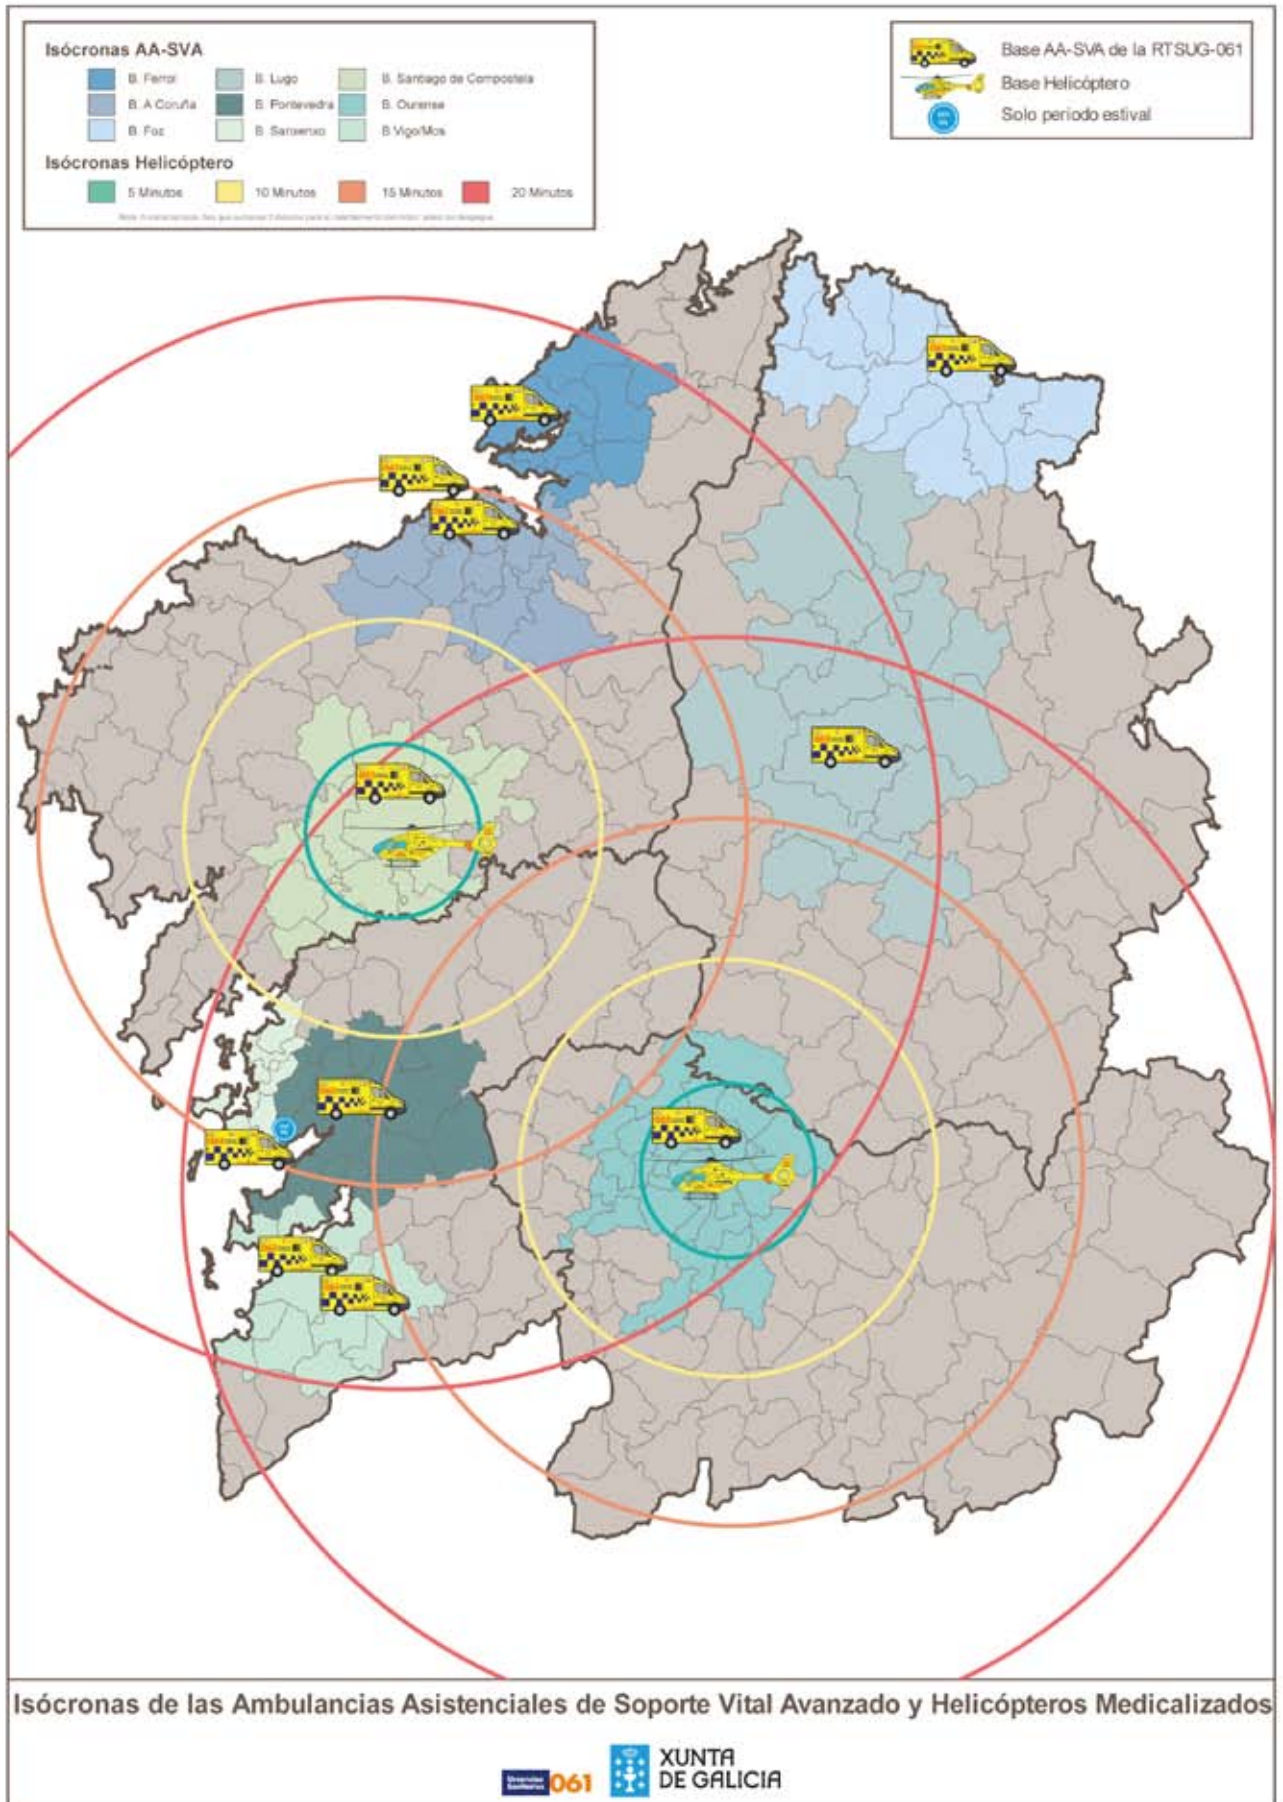 Isócronas AA-SVA
B. Ferrol
B. Lugo
B. Santiago de Compostela
B. A Coruña
B. Pontevedra
B. Ourense
B. Foz
B. Sanxenxo
B Vigo/Mos
Isócronas Helicóptero
5 Minutos
10 Minutos
15 Minutos
20 Minutos
Base AA-SVA de la RTSUG-061
Base Helicóptero
Solo periodo estival
Isócronas de las Ambulancias Asistenciales de Soporte Vital Avanzado y Helicópteros Medicalizados
Urxencias
Sanitarias
061
XUNTA
DE GALICIA